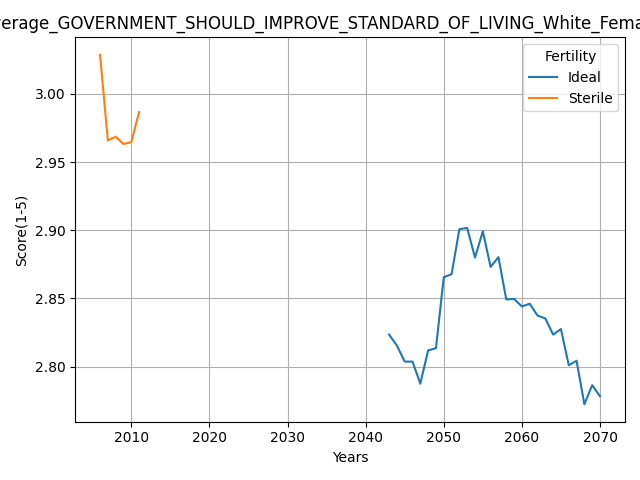 verage_GOVERNMENT_SHOULD_IMPROVE_STANDARD_OF_LIVING_White_Fema
Fertility
Ideal
Sterile
Score(1-5)
3.00
2.95
2.90
2.85
2.80
2010 2020 2030 2040 2050 2060 2070
Years